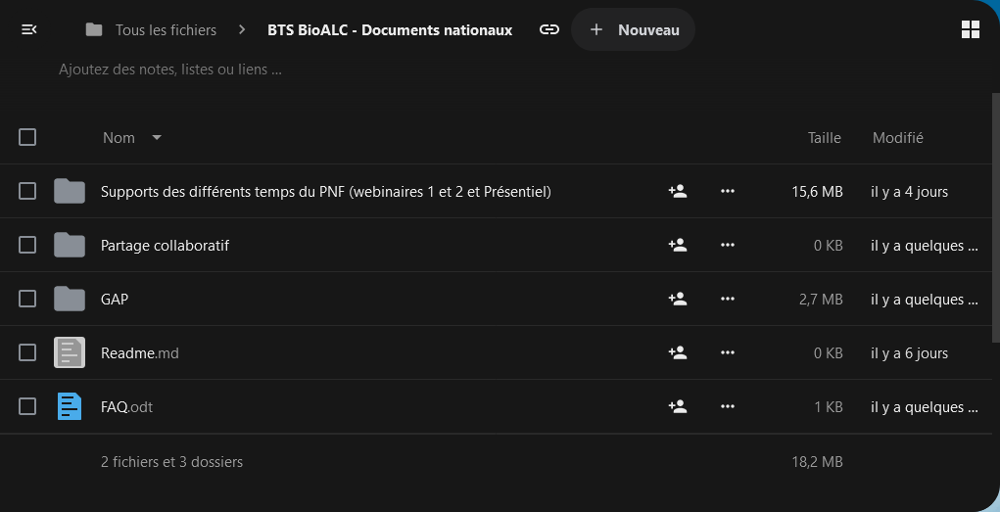 Tous les fichiers > BTS BioALC - Documents nationaux + Nouveau
Ajoutez des notes, listes ou liens ...
Nom Taille Modifié
Supports des différents temps du PNF (webinaires 1 et 2 et Présentiel) 15,6 MB il y a 4 jours
Partage collaboratif 0 KB il y a quelques ...
GAP 2,7 MB il y a quelques ...
Readme.md 0 KB il y a 6 jours
FAQ.odt 1 KB il y a quelques ...
2 fichiers et 3 dossiers 18,2 MB